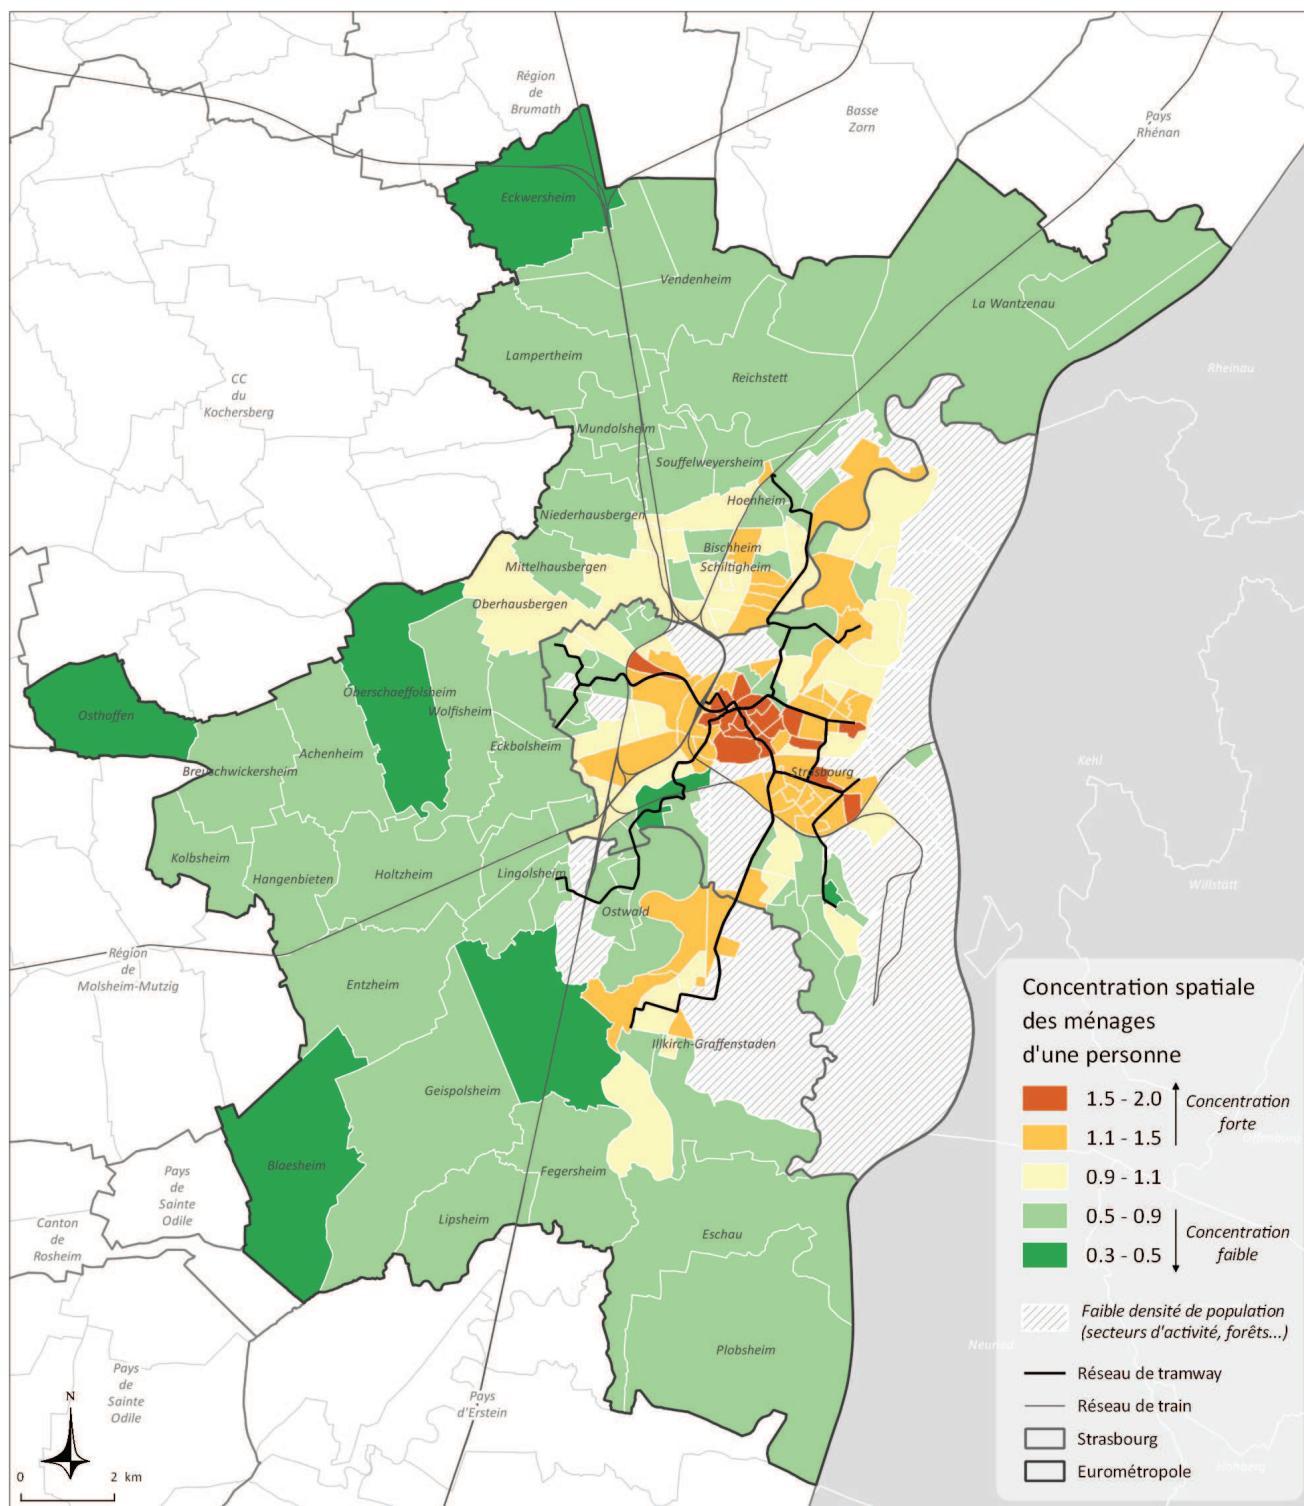 Région
de
Brumath
Basse
Zorn
Pays
Rhénan
Eckwersheim
Vendenheim
La Wantzenau
Lampertheim
Reichstett
Rheinau
CC
du
Kochersberg
Mundolsheim
Souffelweyersheim
Hoenheim
Niederhausbergen
Bischheim
Mittelhausbergen
Schiltigheim
Oberhausbergen
Oberschaeffolsheim
Wolfisheim
Osthoffen
Achenheim
Eckbolsheim
Breuschwickersheim
Strasbourg
Kehl
Kolbsheim
Hangenbieten
Holtzheim
Lingolsheim
Willstätt
Ostwald
Région
de
Molsheim-Mutzig
Entzheim
Illkirch-Graffenstaden
Geispolsheim
Blaesheim
Fegersheim
Pays
de
Sainte
Odile
Canton
de
Rosheim
Lipsheim
Eschau
Plobsheim
Pays
de
Sainte
Odile
Pays
d'Erstein
N
0 2 km
Concentration spatiale
des ménages
d'une personne
1.5 - 2.0
1.1 - 1.5
Concentration
forte
0.9 - 1.1
0.5 - 0.9
0.3 - 0.5
Concentration
faible
Offenburg
Faible densité de population
(secteurs d'activité, forêts...)
Neuried
Réseau de tramway
Réseau de train
Strasbourg
Eurométropole
Hohberg